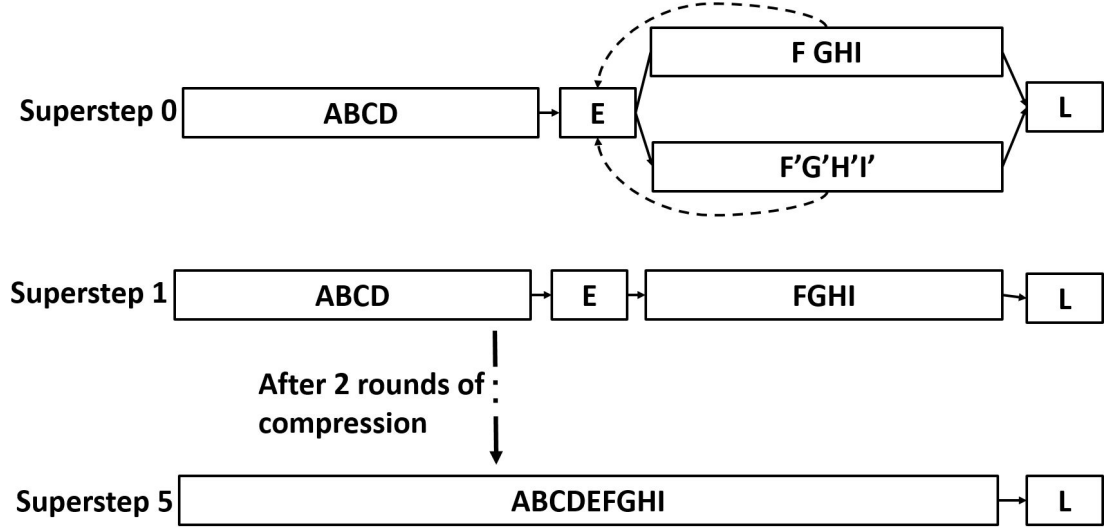 F GHI
Superstep 0 ABCD E L
F'G'H'I'
Superstep 1 ABCD E FGHI L
After 2 rounds of
compression
Superstep 5 ABCDEFGHI L